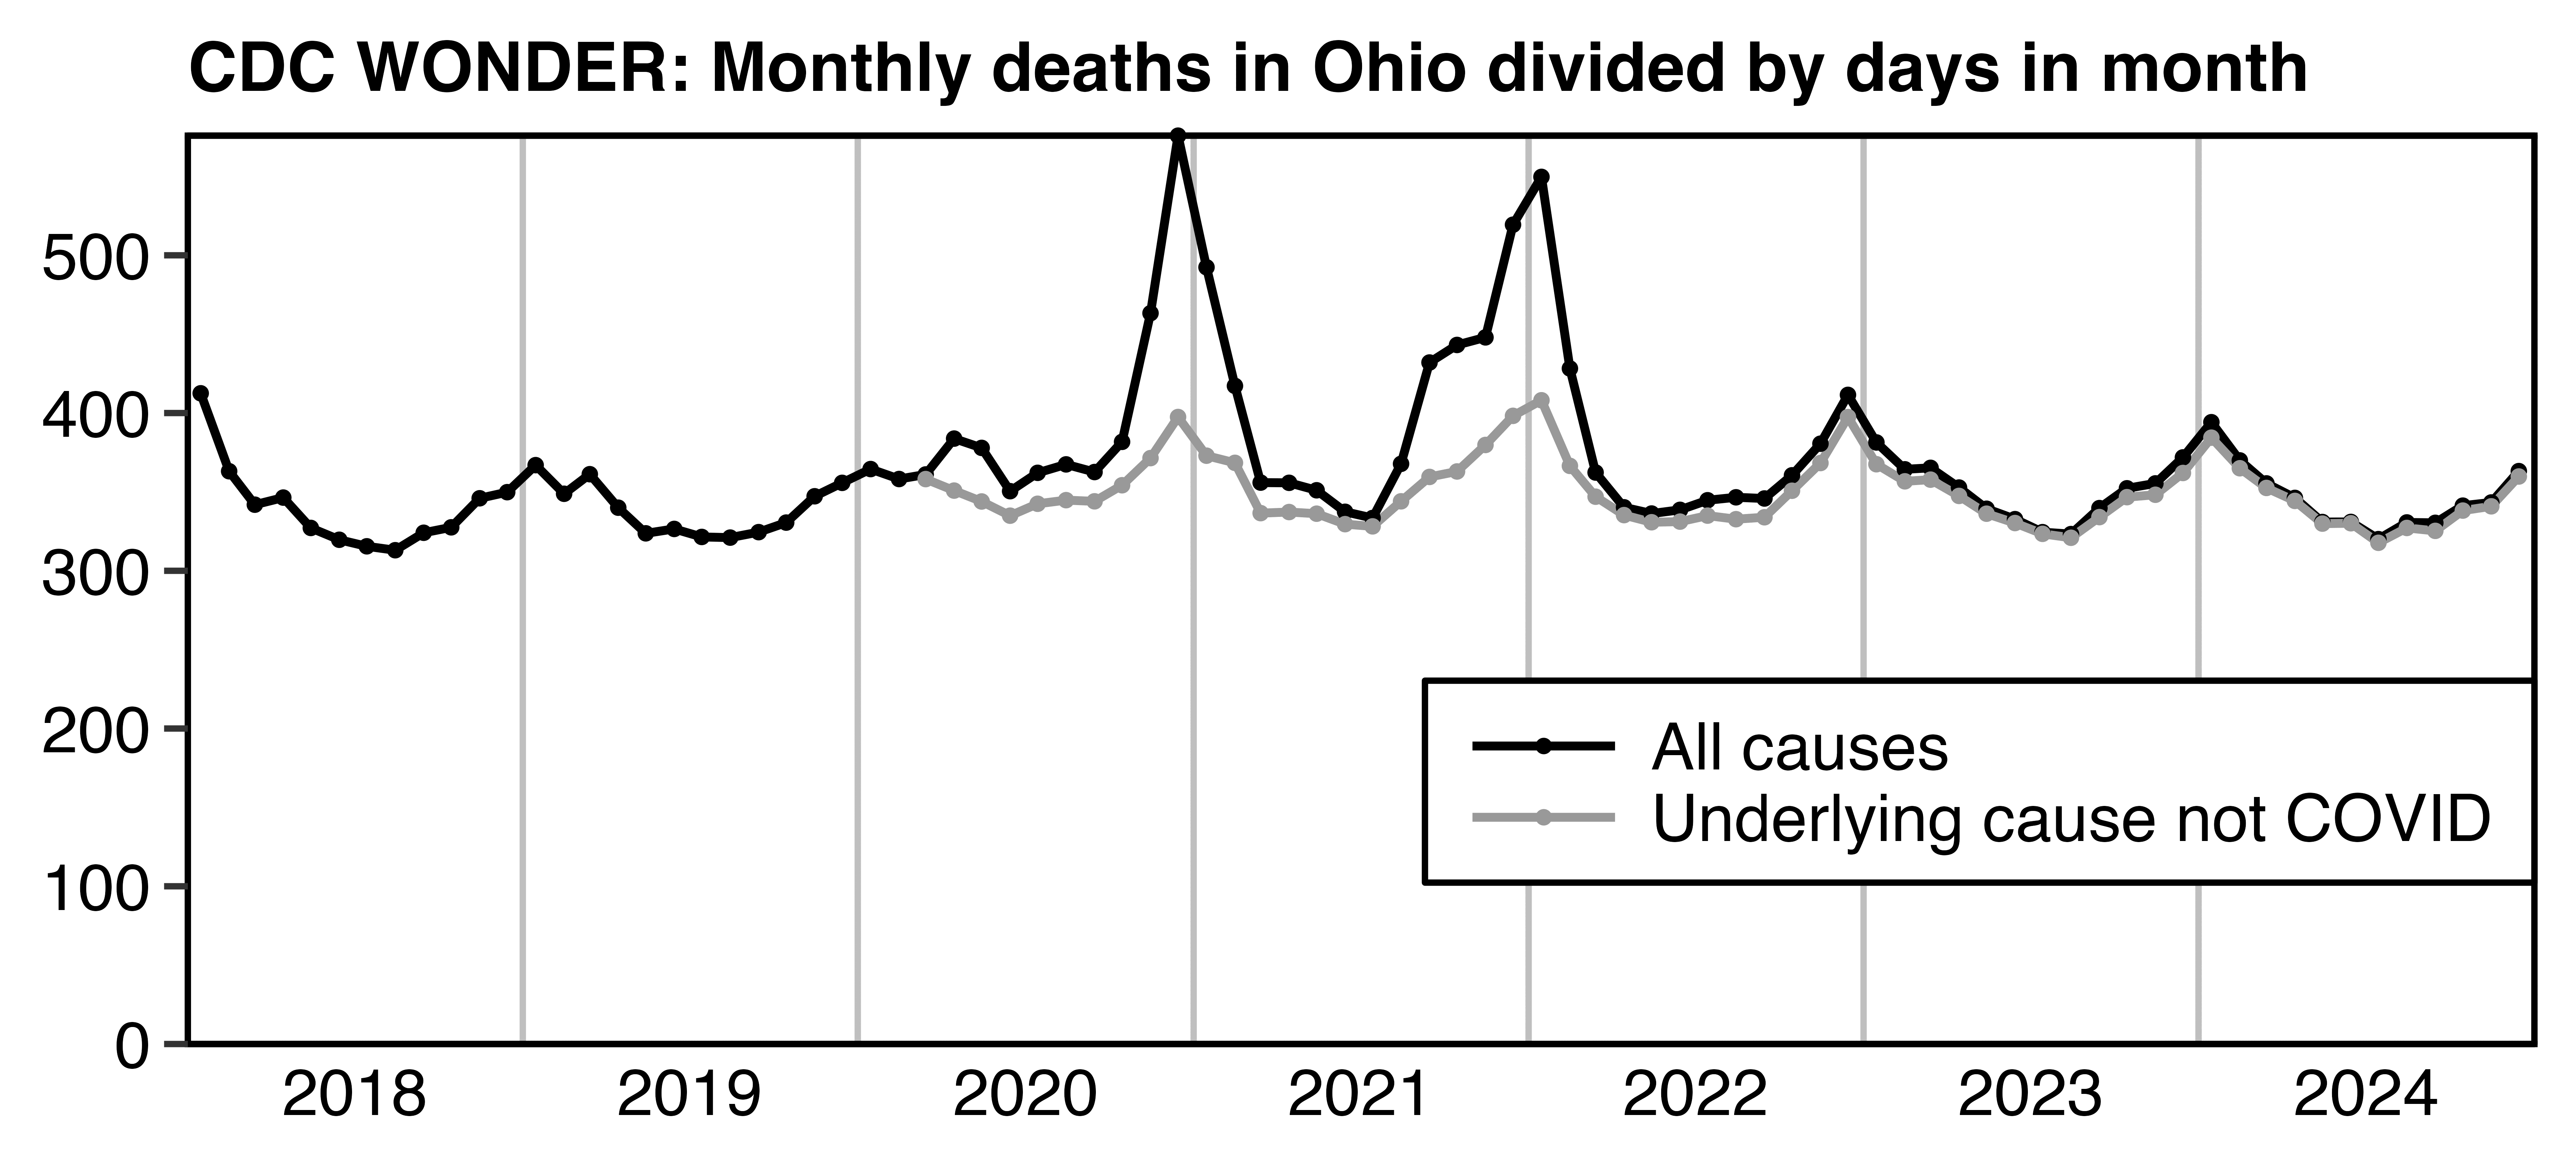 CDC WONDER: Monthly deaths in Ohio divided by days in month
500
400
300
200
100
0
All causes
Underlying cause not COVID
2018 2019 2020 2021 2022 2023 2024